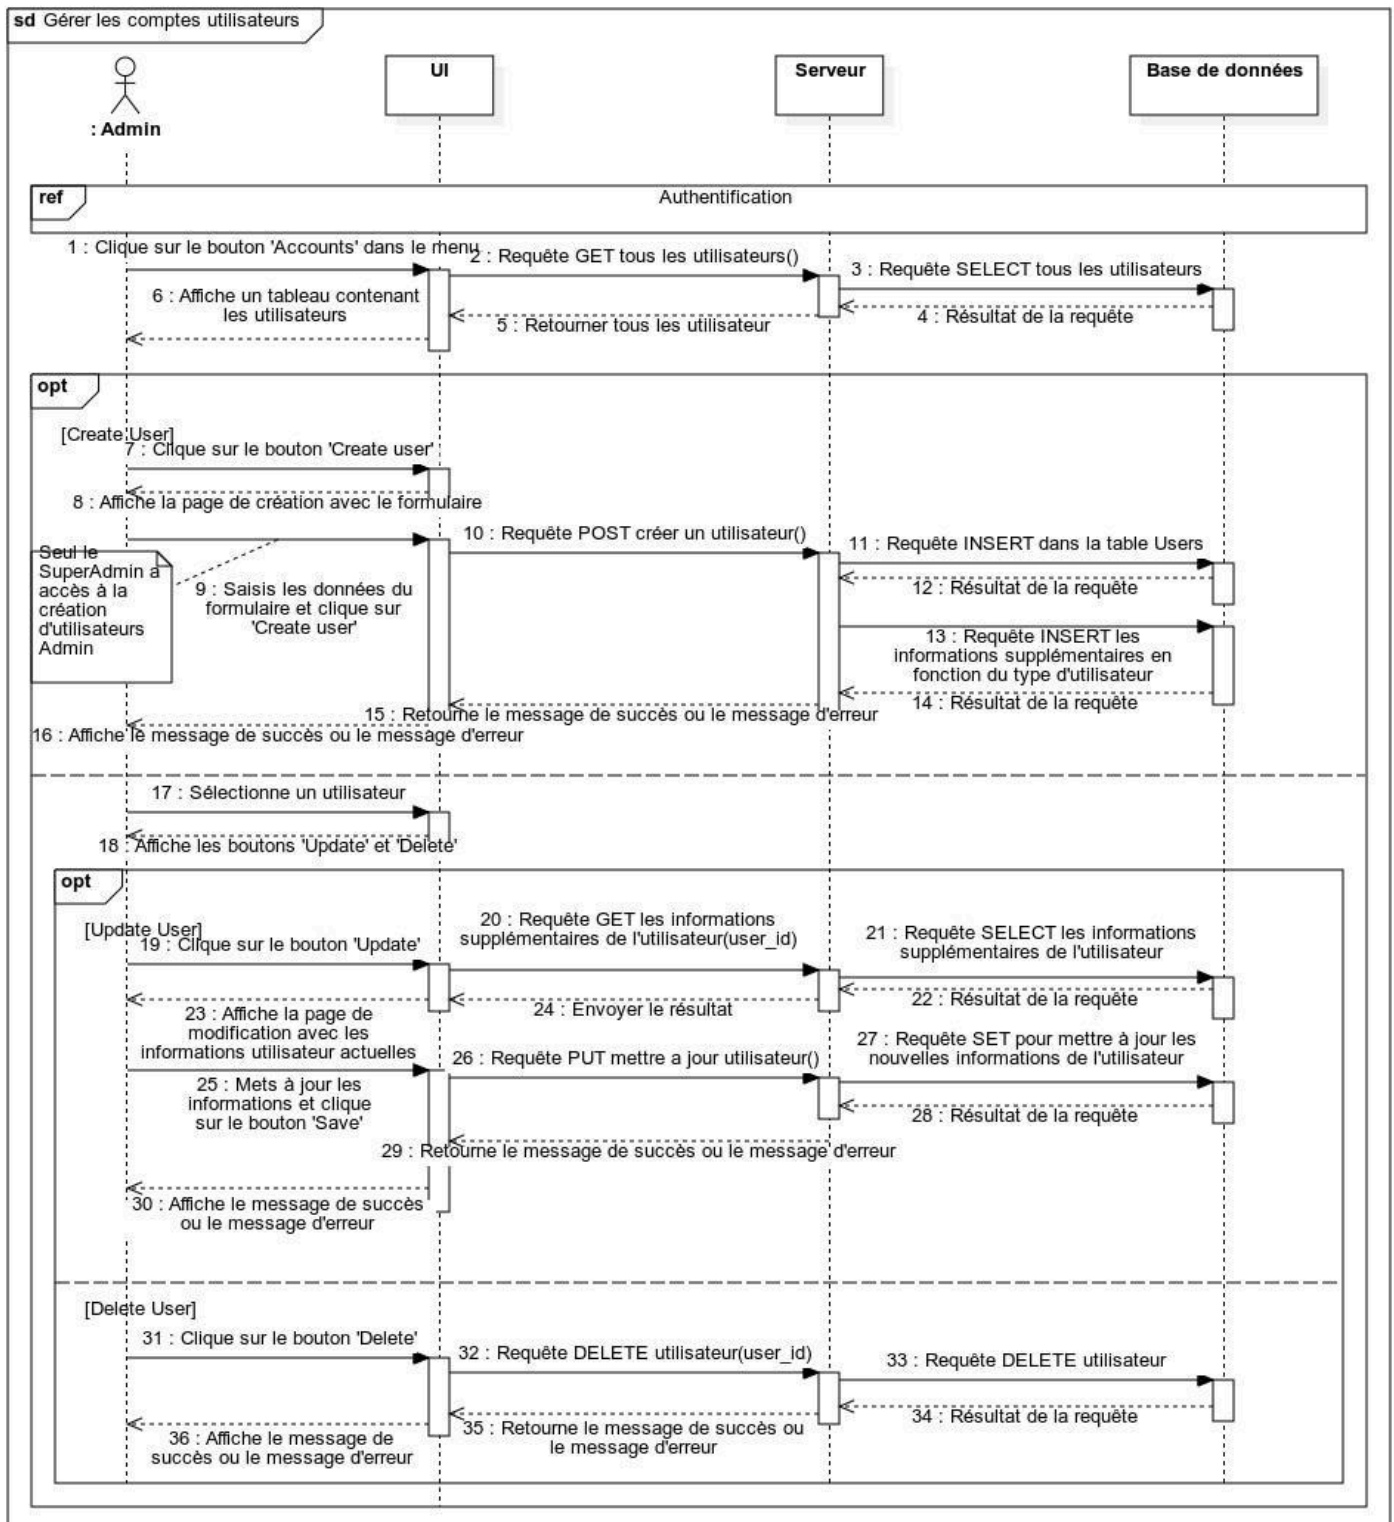 sd Gérer les comptes utilisateurs
: Admin
UI
Serveur
Base de données
ref
Authentification
1 : Clique sur le bouton 'Accounts' dans le menu
2 : Requête GET tous les utilisateurs()
3 : Requête SELECT tous les utilisateurs
4 : Résultat de la requête
5 : Retourner tous les utilisateur
6 : Affiche un tableau contenant
les utilisateurs
opt
[Create User]
7 : Clique sur le bouton 'Create user'
8 : Affiche la page de création avec le formulaire
Seul le
SuperAdmin a
accès à la
création
d'utilisateurs
Admin
9 : Saisis les données du
formulaire et clique sur
'Create user'
10 : Requête POST créer un utilisateur()
11 : Requête INSERT dans la table Users
12 : Résultat de la requête
13 : Requête INSERT les
informations supplémentaires en
fonction du type d'utilisateur
14 : Résultat de la requête
15 : Retourne le message de succès ou le message d'erreur
16 : Affiche le message de succès ou le message d'erreur
17 : Sélectionne un utilisateur
18 : Affiche les boutons 'Update' et 'Delete'
opt
[Update User]
19 : Clique sur le bouton 'Update'
20 : Requête GET les informations
supplémentaires de l'utilisateur(user_id)
21 : Requête SELECT les informations
supplémentaires de l'utilisateur
22 : Résultat de la requête
23 : Affiche la page de
modification avec les
informations utilisateur actuelles
24 : Envoyer le résultat
25 : Mets à jour les
informations et clique
sur le bouton 'Save'
26 : Requête PUT mettre a jour utilisateur()
27 : Requête SET pour mettre à jour les
nouvelles informations de l'utilisateur
28 : Résultat de la requête
29 : Retourne le message de succès ou le message d'erreur
30 : Affiche le message de succès
ou le message d'erreur
[Delete User]
31 : Clique sur le bouton 'Delete'
32 : Requête DELETE utilisateur(user_id)
33 : Requête DELETE utilisateur
34 : Résultat de la requête
35 : Retourne le message de succès ou
le message d'erreur
36 : Affiche le message de
succès ou le message d'erreur